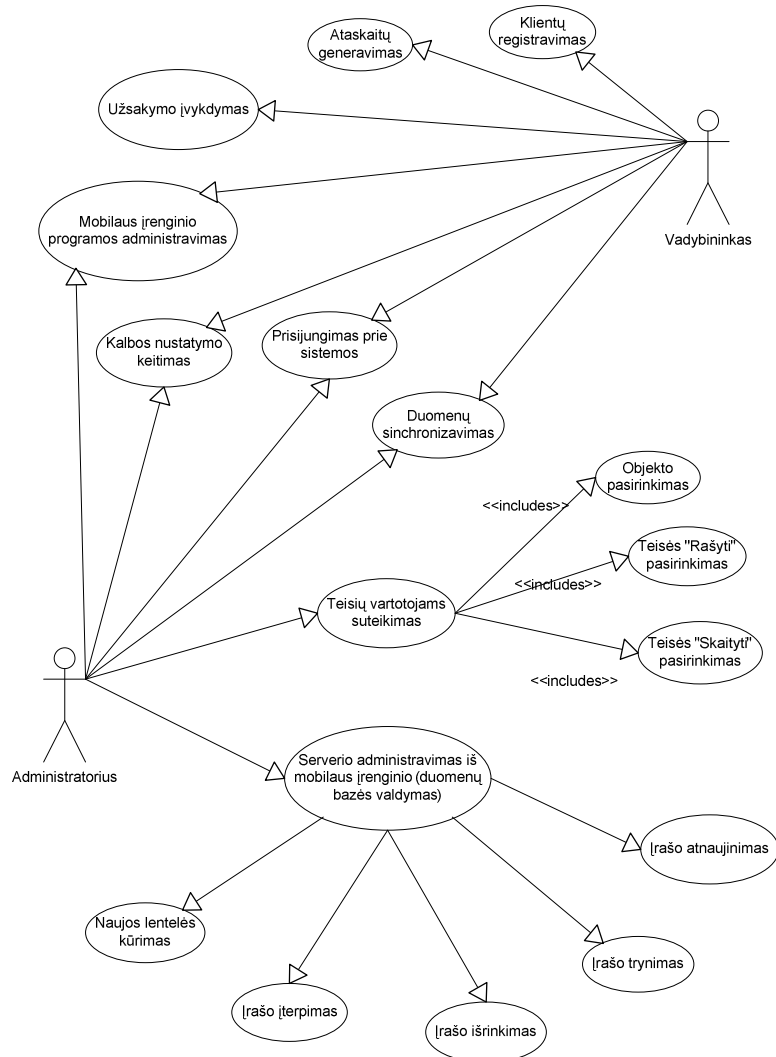 Klientų
registravimas
Ataskaitų
generavimas
Užsakymo įvykdymas
Vadybininkas
Mobilaus įrenginio
programos administravimas
Kalbos nustatymo
keitimas
Prisijungimas prie
sistemos
Duomenų
sinchronizavimas
Objekto
pasirinkimas
<<includes>>
Teisės "Rašyti"
pasirinkimas
<<includes>>
Teisių vartotojams
suteikimas
Teisės "Skaityti"
pasirinkimas
<<includes>>
Administratorius
Serverio administravimas iš
mobilaus įrenginio (duomenų
bazės valdymas)
Įrašo atnaujinimas
Naujos lentelės
kūrimas
Įrašo trynimas
Įrašo įterpimas
Įrašo išrinkimas